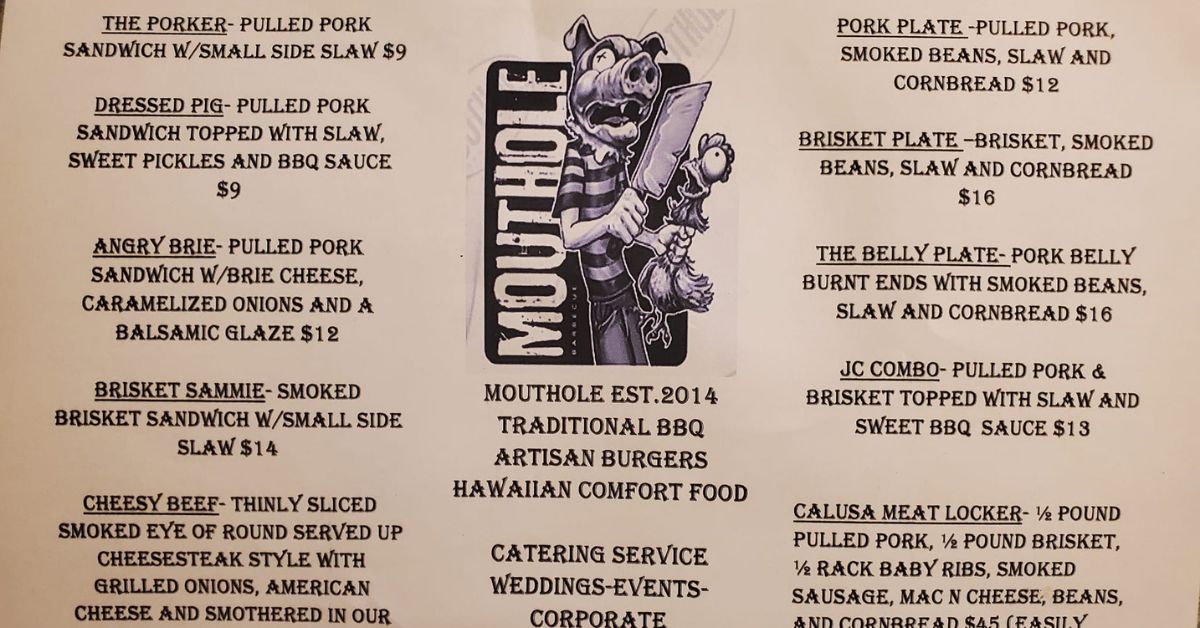 THE PORKER- PULLED PORK
SANDWICH W/SMALL SIDE SLAW $9
DRESSED PIG- PULLED PORK
SANDWICH TOPPED WITH SLAW,
SWEET PICKLES AND BBQ SAUCE
$9
ANGRY BRIE- PULLED PORK
SANDWICH W/BRIE CHEESE,
CARAMELIZED ONIONS AND A
BALSAMIC GLAZE $12
BRISKET SAMMIE- SMOKED
BRISKET SANDWICH W/SMALL SIDE
SLAW $14
CHEESY BEEF- THINLY SLICED
SMOKED EYE OF ROUND SERVED UP
CHEESESTEAK STYLE WITH
GRILLED ONIONS, AMERICAN
CHEESE AND SMOTHERED IN OUR
MOUTHOLE
BARBECUE
MOUTHOLE EST.2014
TRADITIONAL BBQ
ARTISAN BURGERS
HAWAIIAN COMFORT FOOD
CATERING SERVICE
WEDDINGS-EVENTS-
CORPORATE
PORK PLATE -PULLED PORK,
SMOKED BEANS, SLAW AND
CORNBREAD $12
BRISKET PLATE -BRISKET, SMOKED
BEANS, SLAW AND CORNBREAD
$16
THE BELLY PLATE- PORK BELLY
BURNT ENDS WITH SMOKED BEANS,
SLAW AND CORNBREAD $16
JC COMBO- PULLED PORK &
BRISKET TOPPED WITH SLAW AND
SWEET BBQ SAUCE $13
CALUSA MEAT LOCKER- ½ POUND
PULLED PORK, ½ POUND BRISKET,
½ RACK BABY RIBS, SMOKED
SAUSAGE, MAC N CHEESE, BEANS,
AND CORNBREAD $45 (EASILY